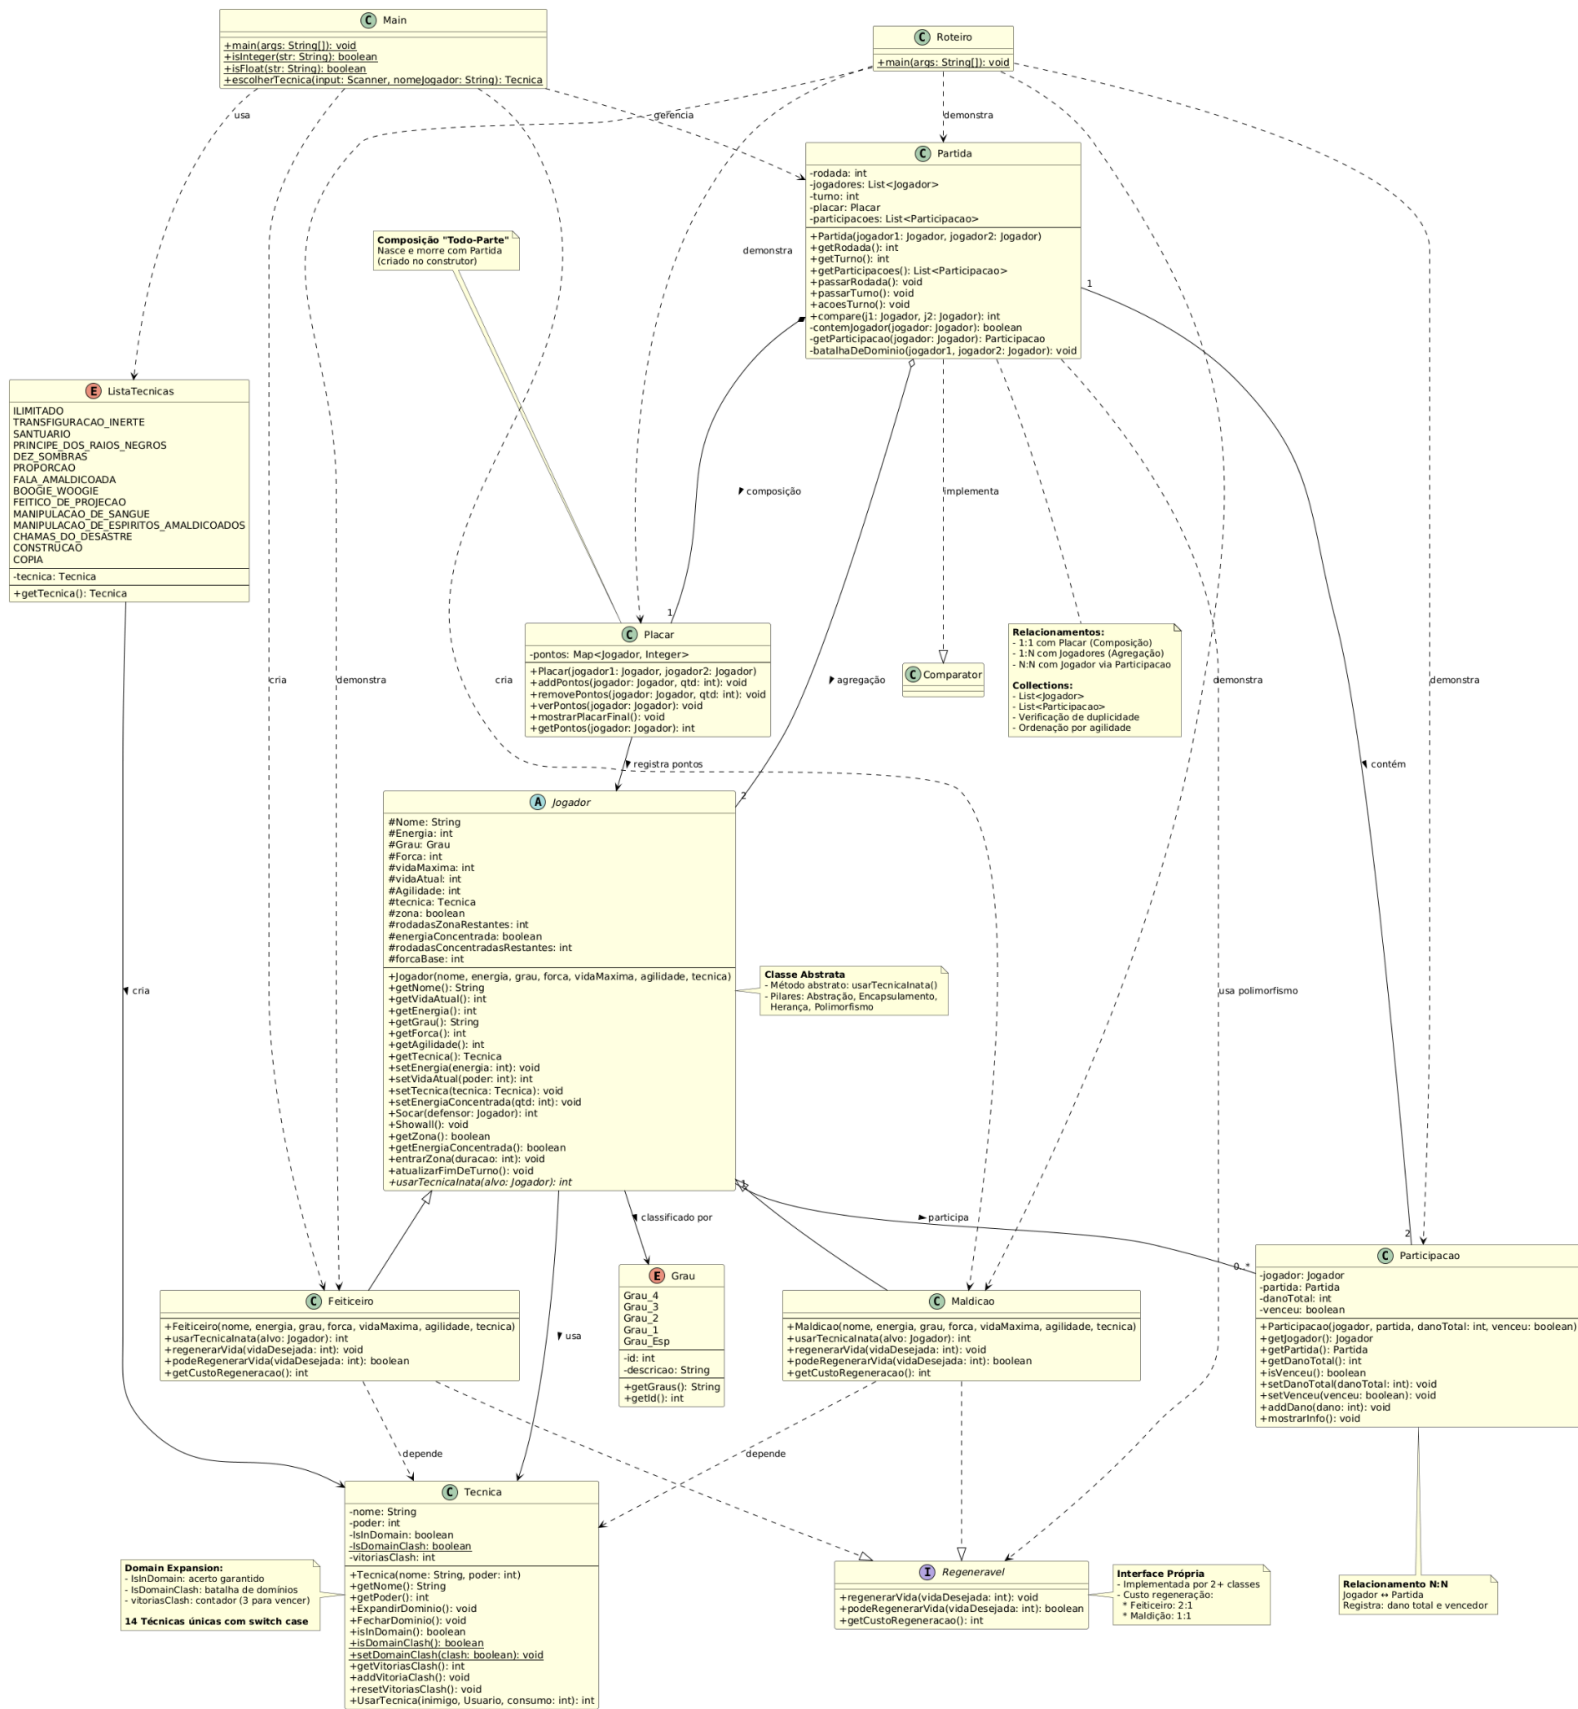 Main
+main(args: String[]): void
+isInteger(str: String): boolean
+isFloat(str: String): boolean
+escolherTecnica(input: Scanner, nomeJogador: String): Tecnica
Roteiro
+main(args: String[]): void
usa
gerencia
demonstra
Partida
-rodada: int
-jogadores: List<Jogador>
-turno: int
-placar: Placar
-participacoes: List<Participacao>
+Partida(jogador1: Jogador, jogador2: Jogador)
+getRodada(): int
+getTurno(): int
+getParticipacoes(): List<Participacao>
+passarRodada(): void
+passarTurno(): void
+acoesTurno(): void
+compare(j1: Jogador, j2: Jogador): int
-contemJogador(jogador: Jogador): boolean
-getParticipacao(jogador: Jogador): Participacao
-batalhaDeDominio(jogador1, jogador2: Jogador): void
Composição "Todo-Parte"
Nasce e morre com Partida
(criado no construtor)
demonstra
1
ListaTecnicas
ILIMITADO
TRANSFIGURACAO_INERTE
SANTUARIO
PRINCIPE_DOS_RAIOS_NEGROS
DEZ_SOMBRAS
PROPORCAO
FALA_AMALDICOADA
BOOGIE_WOOGIE
FEITICO_DE_PROJECAO
MANIPULACAO_DE_SANGUE
MANIPULACAO_DE_ESPIRITOS_AMALDICOADOS
CHAMAS_DO_DESASTRE
CONSTRUCAO
COPIA
-tecnica: Tecnica
+getTecnica(): Tecnica
composição
implementa
1
Placar
-pontos: Map<Jogador, Integer>
+Placar(jogador1: Jogador, jogador2: Jogador)
+addPontos(jogador: Jogador, qtd: int): void
+removePontos(jogador: Jogador, qtd: int): void
+verPontos(jogador: Jogador): void
+mostrarPlacarFinal(): void
+getPontos(jogador: Jogador): int
Comparator
Relacionamentos:
- 1:1 com Placar (Composição)
- 1:N com Jogadores (Agregação)
- N:N com Jogador via Participacao
Collections:
- List<Jogador>
- List<Participacao>
- Verificação de duplicidade
- Ordenação por agilidade
cria
demonstra
cria
agregação
demonstra
demonstra
registra pontos
contém
2
Jogador
#Nome: String
#Energia: int
#Grau: Grau
#Forca: int
#vidaMaxima: int
#vidaAtual: int
#Agilidade: int
#tecnica: Tecnica
#zona: boolean
#rodadasZonaRestantes: int
#energiaConcentrada: boolean
#rodadasConcentradasRestantes: int
#forcaBase: int
+Jogador(nome, energia, grau, forca, vidaMaxima, agilidade, tecnica)
+getNome(): String
+getVidaAtual(): int
+getEnergia(): int
+getGrau(): String
+getForca(): int
+getAgilidade(): int
+getTecnica(): Tecnica
+setEnergia(energia: int): void
+setVidaAtual(poder: int): int
+setTecnica(tecnica: Tecnica): void
+setEnergiaConcentrada(qtd: int): void
+Socar(defensor: Jogador): int
+Showall(): void
+getZona(): boolean
+getEnergiaConcentrada(): boolean
+entrarZona(duracao: int): void
+atualizarFimDeTurno(): void
+usarTecnicaInata(alvo: Jogador): int
Classe Abstrata
- Método abstrato: usarTecnicaInata()
- Pilares: Abstração, Encapsulamento,
Herança, Polimorfismo
cria
usa polimorfismo
1
classificado por
participa
2
0..*
Participacao
-jogador: Jogador
-partida: Partida
-danoTotal: int
-venceu: boolean
+Participacao(jogador, partida, danoTotal: int, venceu: boolean)
+getJogador(): Jogador
+getPartida(): Partida
+getDanoTotal(): int
+isVenceu(): boolean
+setDanoTotal(danoTotal: int): void
+setVenceu(venceu: boolean): void
+addDano(dano: int): void
+mostrarInfo(): void
Feiticeiro
+Feiticeiro(nome, energia, grau, forca, vidaMaxima, agilidade, tecnica)
+usarTecnicaInata(alvo: Jogador): int
+regenerarVida(vidaDesejada: int): void
+podeRegenerarVida(vidaDesejada: int): boolean
+getCustoRegeneracao(): int
usa
Grau
Grau_4
Grau_3
Grau_2
Grau_1
Grau_Esp
-id: int
-descricao: String
+getGraus(): String
+getId(): int
Maldicao
+Maldicao(nome, energia, grau, forca, vidaMaxima, agilidade, tecnica)
+usarTecnicaInata(alvo: Jogador): int
+regenerarVida(vidaDesejada: int): void
+podeRegenerarVida(vidaDesejada: int): boolean
+getCustoRegeneracao(): int
depende
depende
Tecnica
-nome: String
-poder: int
-IsInDomain: boolean
-IsDomainClash: boolean
-vitoriasClash: int
+Tecnica(nome: String, poder: int)
+getNome(): String
+getPoder(): int
+ExpandirDominio(): void
+FecharDominio(): void
+isInDomain(): boolean
+isDomainClash(): boolean
+setDomainClash(clash: boolean): void
+getVitoriasClash(): int
+addVitoriaClash(): void
+resetVitoriasClash(): void
+UsarTecnica(inimigo, Usuario, consumo: int): int
Domain Expansion:
- IsInDomain: acerto garantido
- IsDomainClash: batalha de domínios
- vitoriasClash: contador (3 para vencer)
14 Técnicas únicas com switch case
Regeneravel
+regenerarVida(vidaDesejada: int): void
+podeRegenerarVida(vidaDesejada: int): boolean
+getCustoRegeneracao(): int
Interface Própria
- Implementada por 2+ classes
- Custo regeneração:
* Feiticeiro: 2:1
* Maldição: 1:1
Relacionamento N:N
Jogador ↔ Partida
Registra: dano total e vencedor